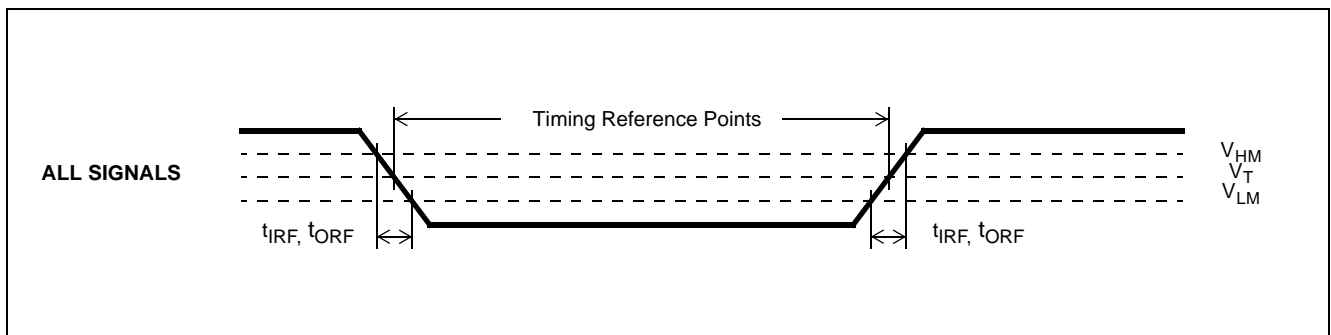 Timing Reference Points
ALL SIGNALS
VHM
VT
VLM
tIRF, tORF
tIRF, tORF